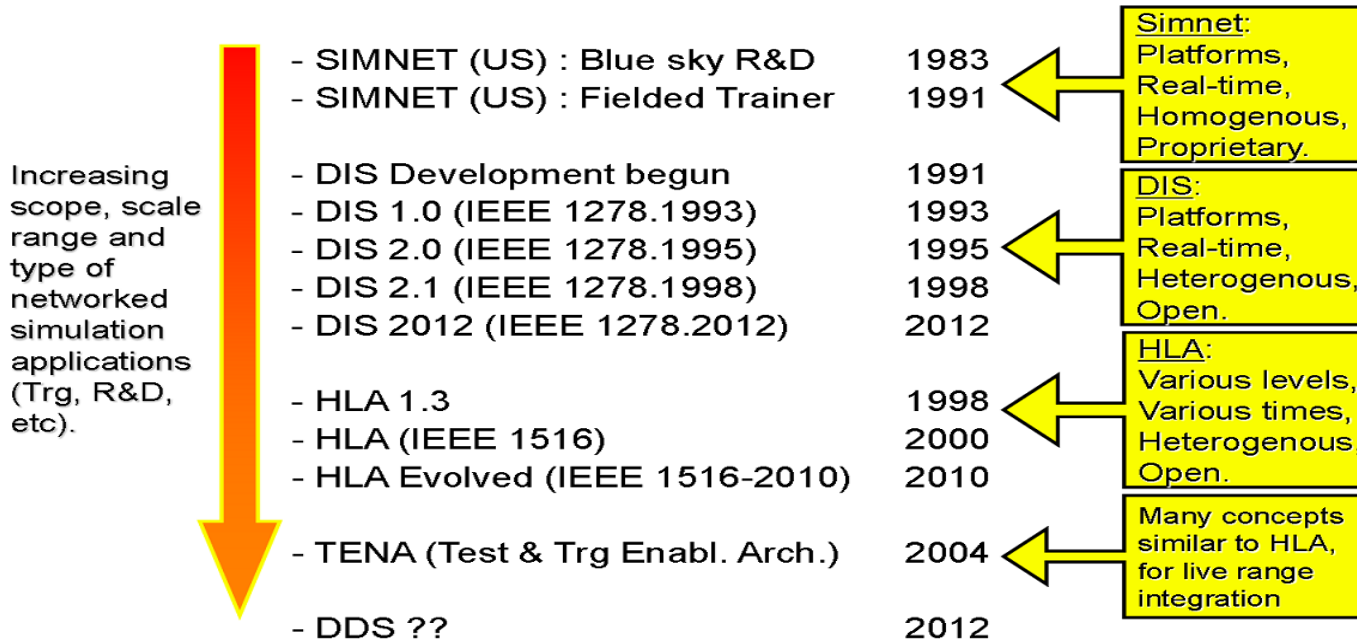 Increasing
scope, scale
range and
type of
networked
simulation
applications
(Trg, R&D,
etc).
- SIMNET (US) : Blue sky R&D 1983
- SIMNET (US) : Fielded Trainer 1991
- DIS Development begun 1991
- DIS 1.0 (IEEE 1278.1993) 1993
- DIS 2.0 (IEEE 1278.1995) 1995
- DIS 2.1 (IEEE 1278.1998) 1998
- DIS 2012 (IEEE 1278.2012) 2012
- HLA 1.3 1998
- HLA (IEEE 1516) 2000
- HLA Evolved (IEEE 1516-2010) 2010
- TENA (Test & Trg Enabl. Arch.) 2004
- DDS ?? 2012
Simnet:
Platforms,
Real-time,
Homogenous,
Proprietary.
DIS:
Platforms,
Real-time,
Heterogenous,
Open.
HLA:
Various levels,
Various times,
Heterogenous,
Open.
Many concepts
similar to HLA,
for live range
integration